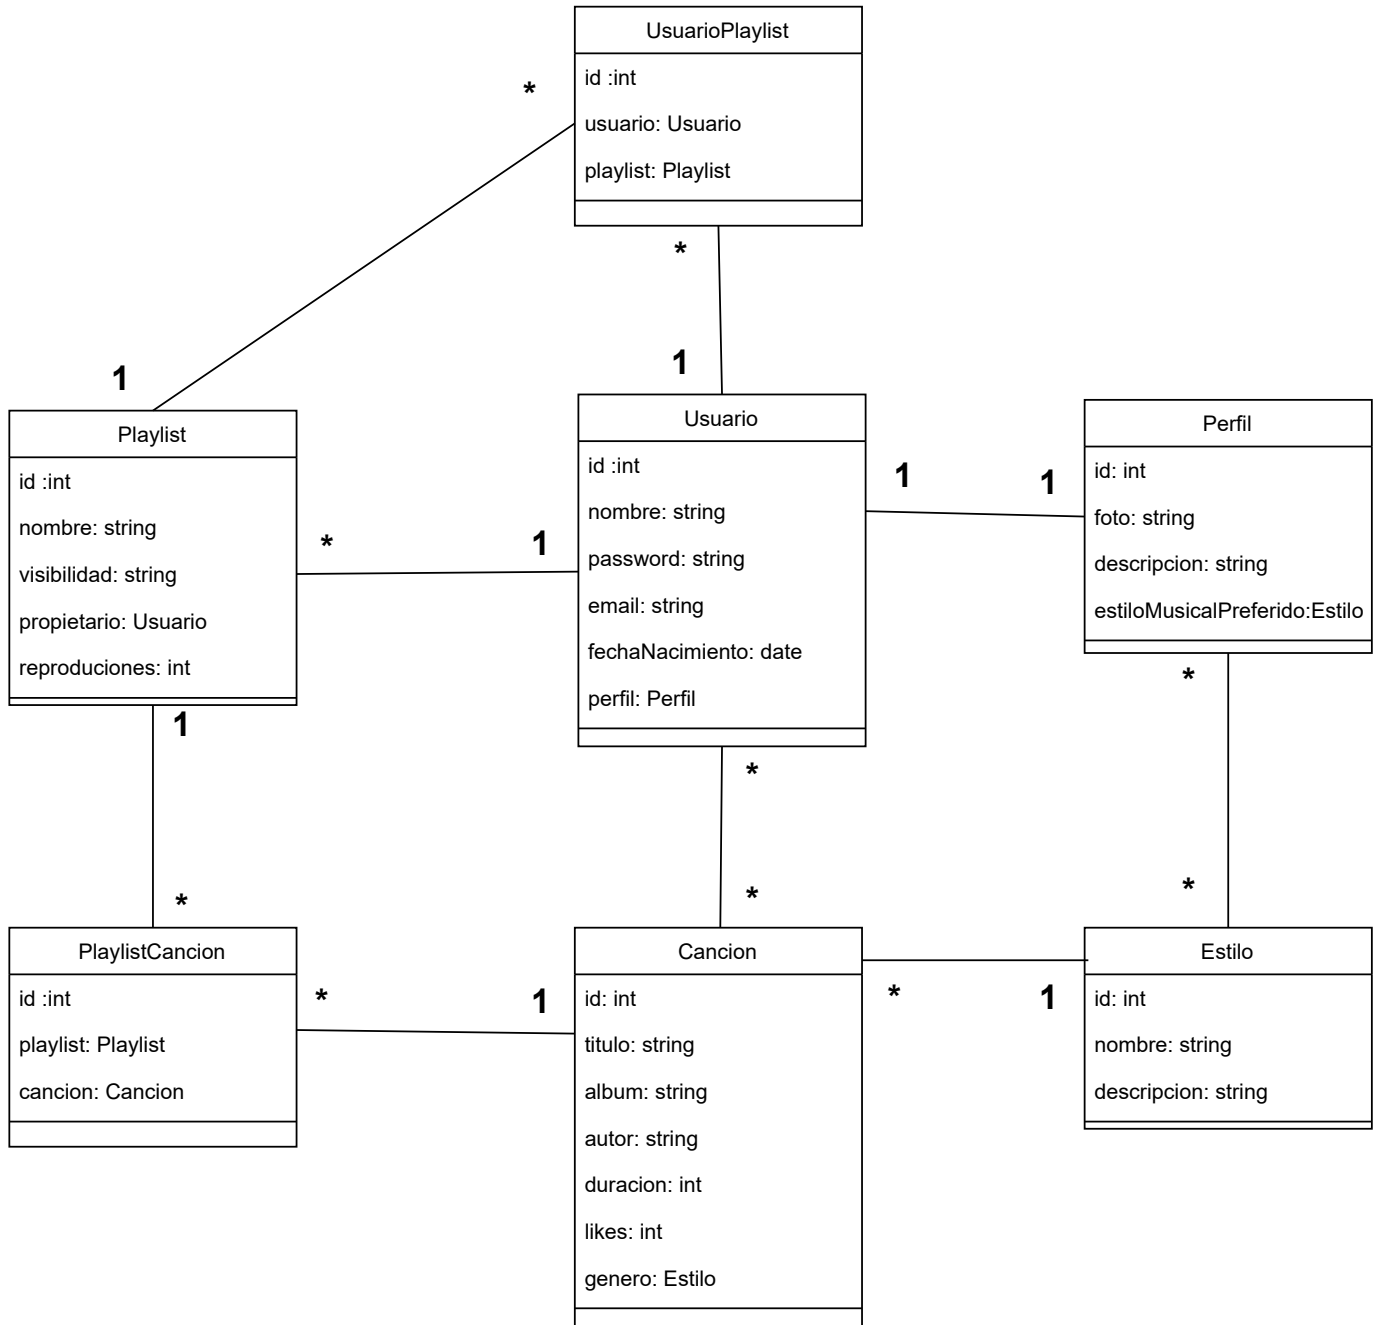 UsuarioPlaylist
id :int
usuario: Usuario
playlist: Playlist
*
*
1
1
Playlist
id :int
nombre: string
visibilidad: string
propietario: Usuario
reproduciones: int
*
1
Usuario
id :int
nombre: string
password: string
email: string
fechaNacimiento: date
perfil: Perfil
1
1
Perfil
id: int
foto: string
descripcion: string
estiloMusicalPreferido:Estilo
1
*
*
*
*
*
PlaylistCancion
id :int
playlist: Playlist
cancion: Cancion
*
1
Cancion
id: int
titulo: string
album: string
autor: string
duracion: int
likes: int
genero: Estilo
*
1
Estilo
id: int
nombre: string
descripcion: string